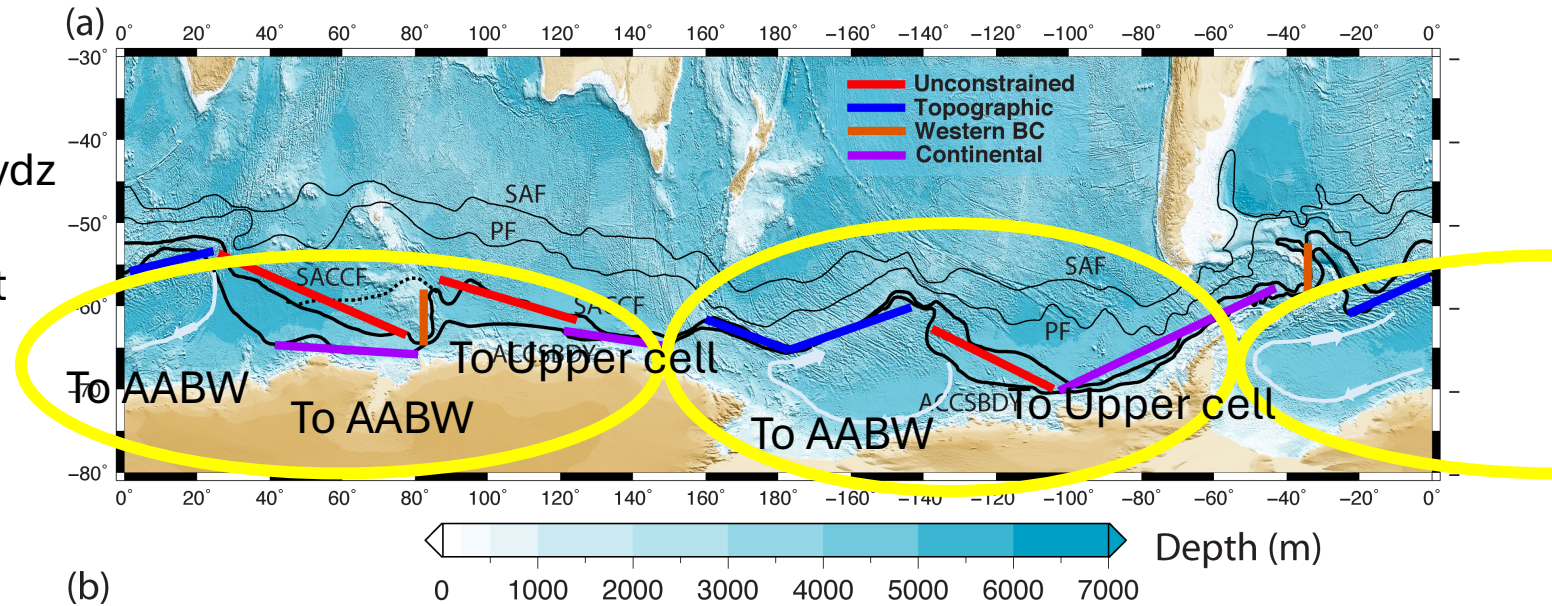 (a)
0° 20° 40° 60° 80° 100° 120° 140° 160° 180° −160° −140° −120° −100° −80° −60° −40° −20° 0°
−30°
Unconstrained
Topographic
Western BC
Continental
−40°
ydz
SAF
−50°
PF
SAF
SACCF
t
SACCF
−60°
PF
To Upper cell
ACCSBDY
−70°
To AABW
ACCSBDY
To Upper cell
To AABW
To AABW
−80°
0° 20° 40° 60° 80° 100° 120° 140° 160° 180° −160° −140° −120° −100° −80° −60° −40° −20° 0°
Depth (m)
0 1000 2000 3000 4000 5000 6000 7000
(b)